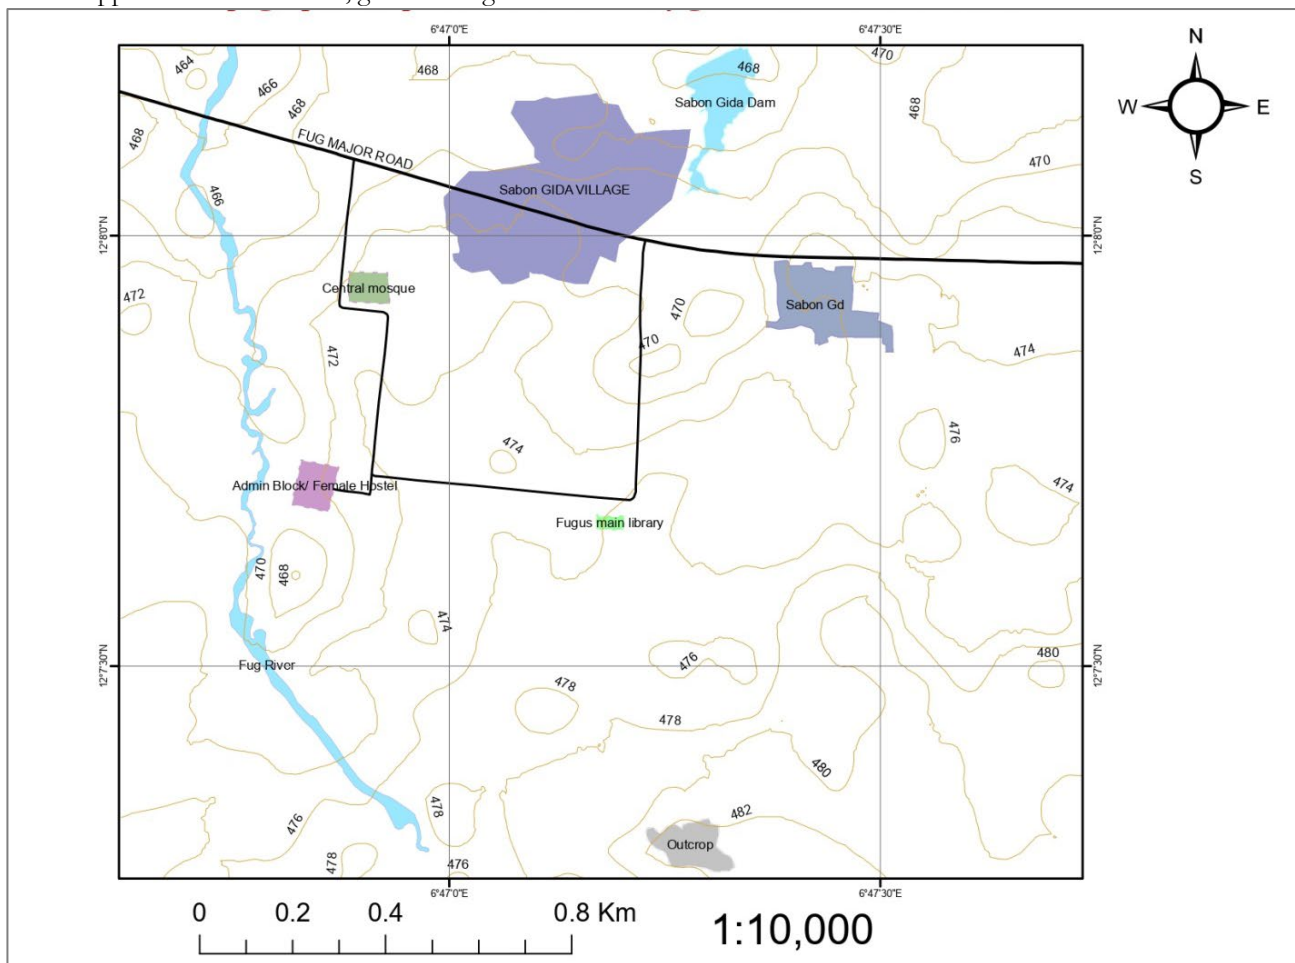 6°47'0"E
6°47'30"E
N
W
E
S
464
466
468
468
468
470
468
468
Sabon Gida Dam
FUG MAJOR ROAD
470
466
Sabon GIDA VILLAGE
12°8'0"N
12°8'0"N
Central mosque
472
470
Sabon Gd
470
472
474
474
476
Admin Block/ Female Hostel
474
Fugus main library
470
468
474
Fug River
476
480
12°7'30"N
12°7'30"N
478
478
480
476
478
482
Outcrop
478
476
6°47'0"E
6°47'30"E
0
0.2
0.4
0.8 Km
1:10,000